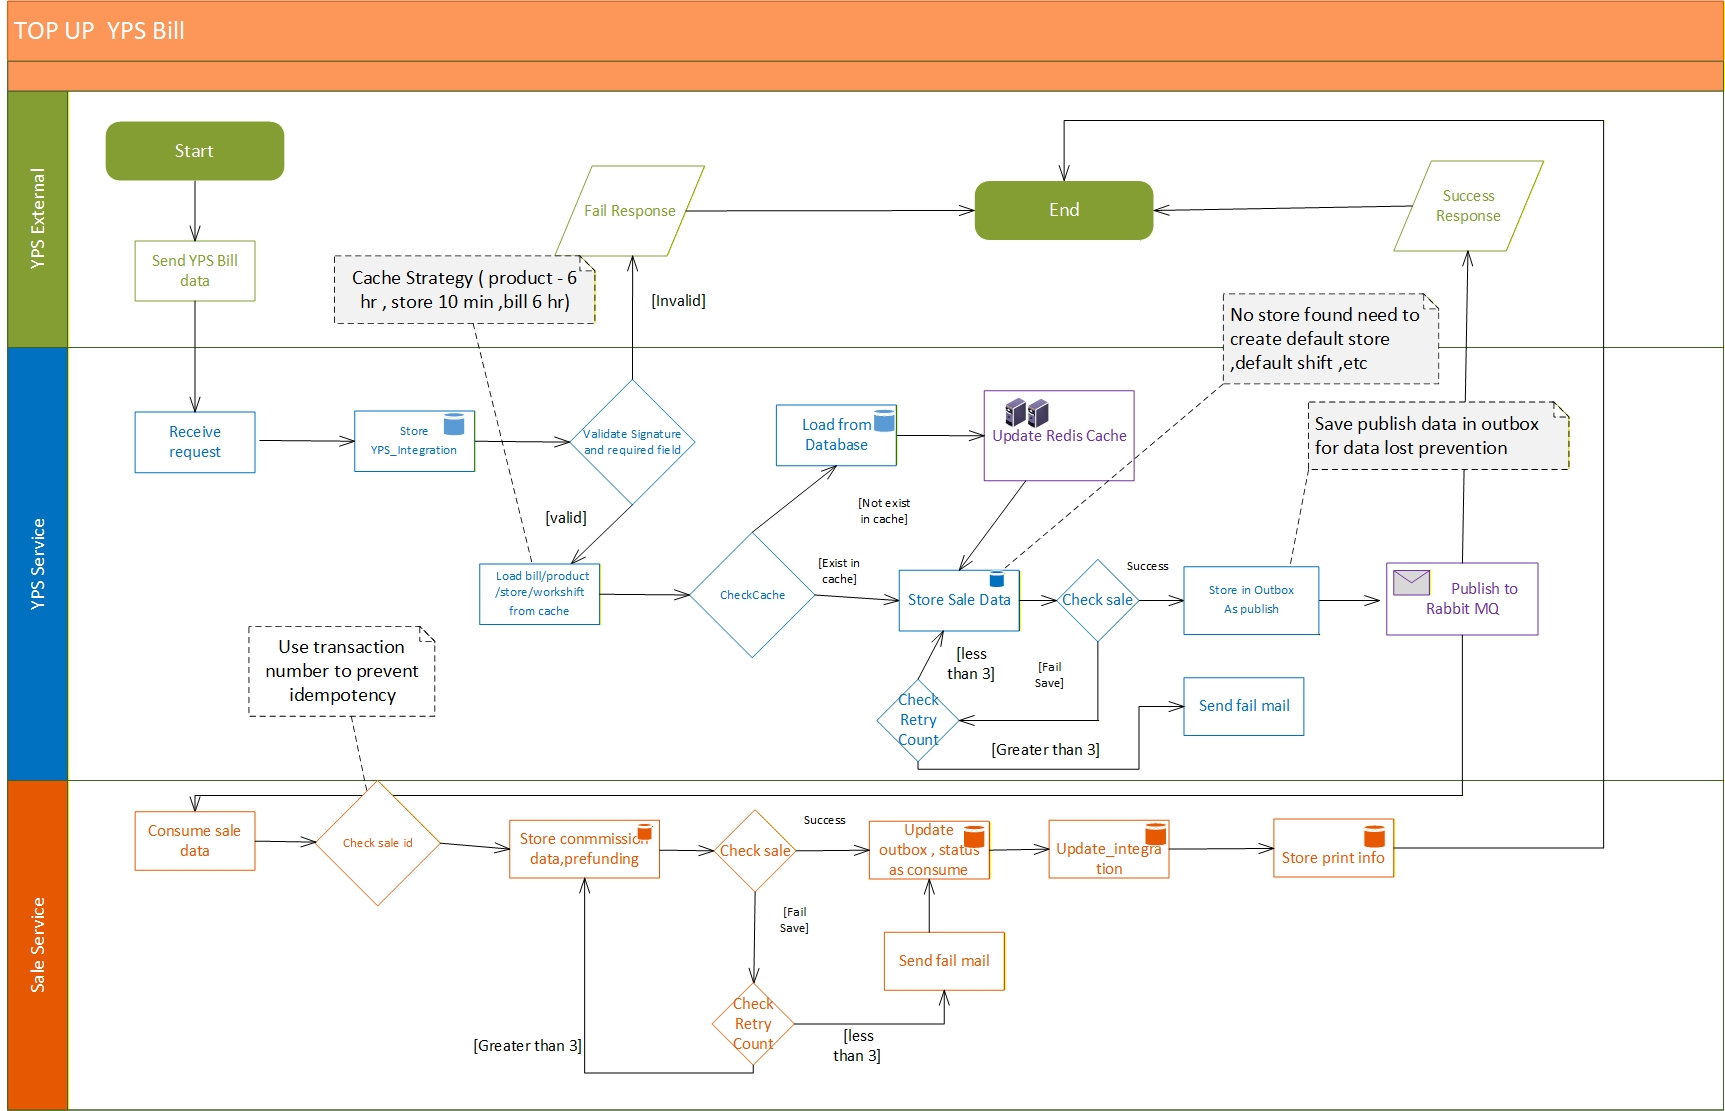 TOP UP  YPS Bill
YPS External
Start
Send YPS Bill
data
Fail Response
End
Success
Response
Cache Strategy ( product - 6
hr , store 10 min ,bill 6 hr)
[Invalid]
No store found need to
create default store
,default shift ,etc
YPS Service
Receive
request
Store
YPS_Integration
Validate Signature
and required field
Load from
Database
Update Redis Cache
Save publish data in outbox
for data lost prevention
[valid]
[Not exist
in cache]
Load bill/product
/store/workshift
from cache
CheckCache
[Exist in
cache]
Store Sale Data
Check sale
Success
Store in Outbox
As publish
Publish to
Rabbit MQ
Use transaction
number to prevent
idempotency
[less
than 3]
[Fail
Save]
Check
Retry
Count
[Greater than 3]
Send fail mail
Sale Service
Consume sale
data
Check sale id
Store conmmission
data,prefunding
Check sale
Success
Update
outbox , status
as consume
Update_integra
tion
Store print info
[Fail
Save]
Send fail mail
Check
Retry
Count
[less
than 3]
[Greater than 3]